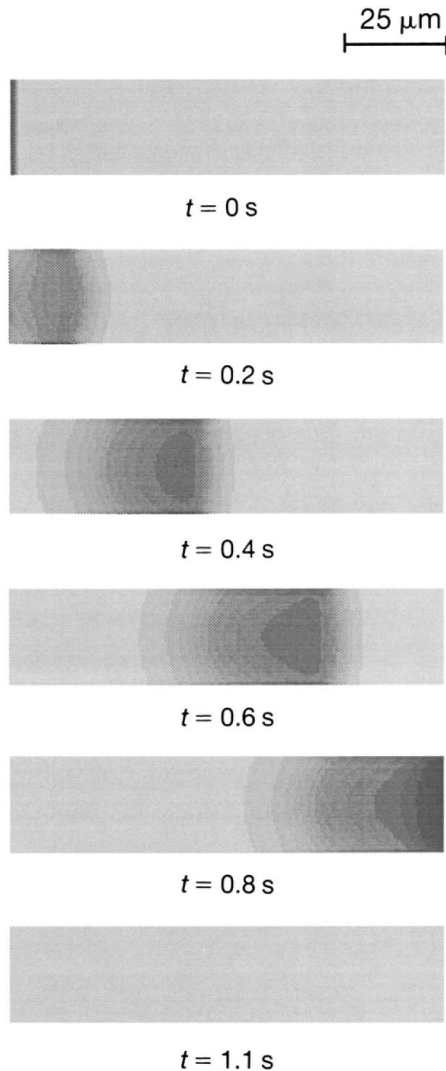 25 μm
t = 0 s
t = 0.2 s
t = 0.4 s
t = 0.6 s
t = 0.8 s
t = 1.1 s